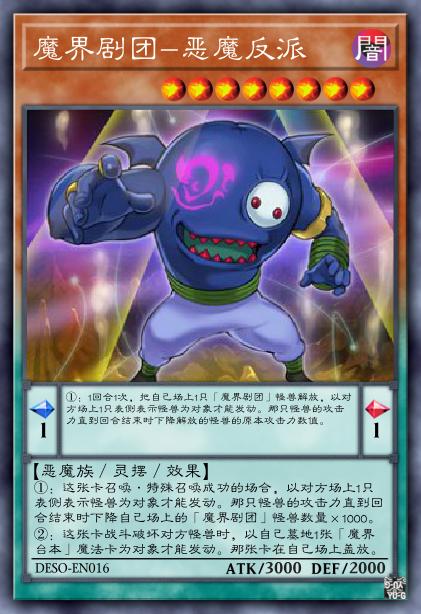 魔界剧团-恶魔反派
闇
①：1回合1次，把自己场上1只「魔界剧团」怪兽解放，以对
方场上1只表侧表示怪兽为对象才能发动。那只怪兽的攻击
力直到回合结束时下降解放的怪兽的原本攻击力数值。
1
1
【恶魔族／灵摆／效果】
①：这张卡召唤・特殊召唤成功的场合，以对方场上1只
表侧表示怪兽为对象才能发动。那只怪兽的攻击力直到回
合结束时下降自己场上的「魔界剧团」怪兽数量×1000。
②：这张卡战斗破坏对方怪兽时，以自己墓地1张「魔界
台本」魔法卡为对象才能发动。那张卡在自己场上盖放。
DESO-EN016
ATK/3000 DEF/2000